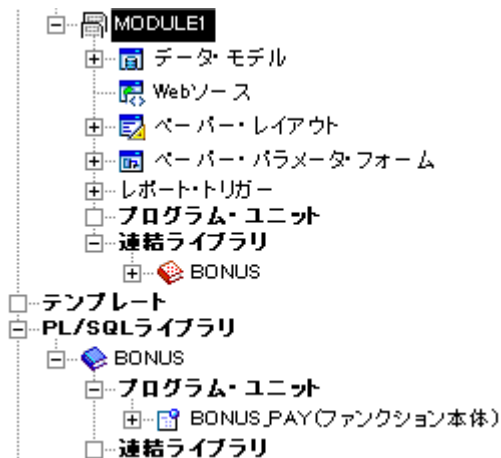 MODULE1
データ・モデル
Webソース
ペーパー・レイアウト
ペーパー・パラメータ・フォーム
レポート・トリガー
プログラム・ユニット
連結ライブラリ
BONUS
テンプレート
PL/SQLライブラリ
BONUS
プログラム・ユニット
BONUS_PAY(ファンクション本体)
連結ライブラリ